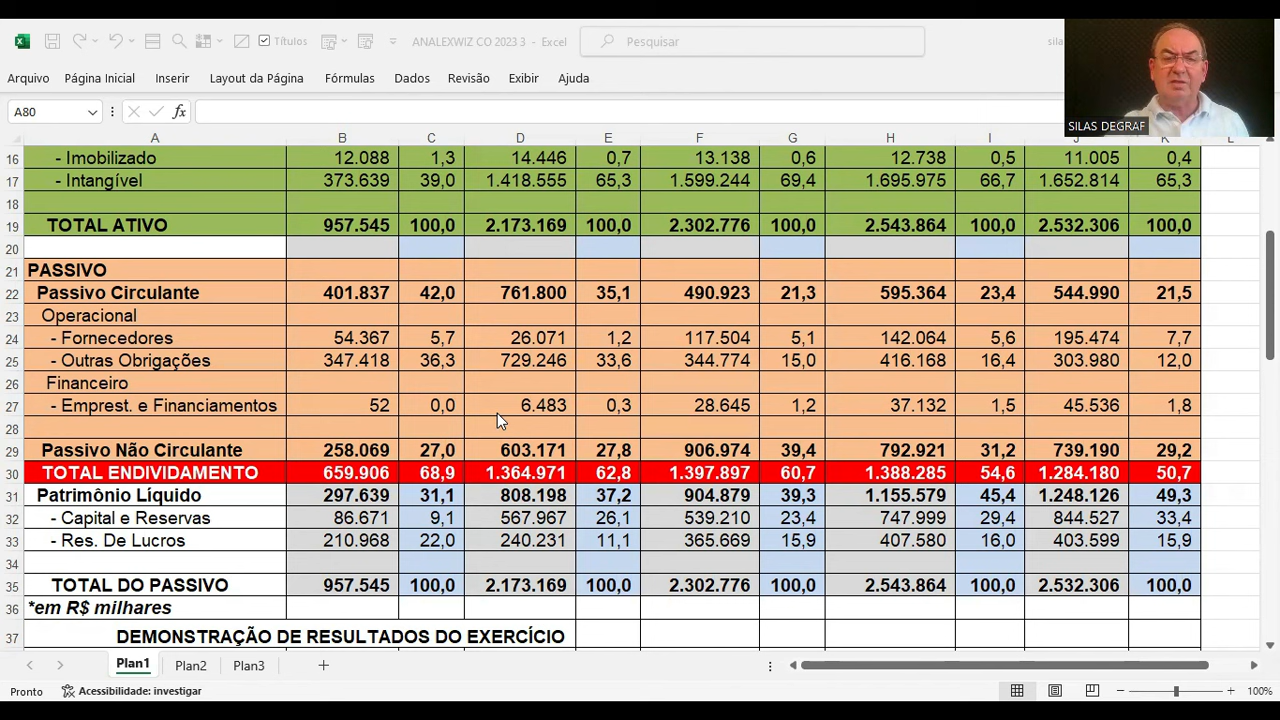 Títulos
ANALEXWIZ CO 2023 3 - Excel
Pesquisar
Arquivo Página Inicial Inserir Layout da Página Fórmulas Dados Revisão Exibir Ajuda
SILAS DEGRAF
A80 fx
A B C D E F G H I J K L
16 - Imobilizado 12.088 1,3 14.446 0,7 13.138 0,6 12.738 0,5 11.005 0,4
17 - Intangível 373.639 39,0 1.418.555 65,3 1.599.244 69,4 1.695.975 66,7 1.652.814 65,3
18
19 TOTAL ATIVO 957.545 100,0 2.173.169 100,0 2.302.776 100,0 2.543.864 100,0 2.532.306 100,0
20
21 PASSIVO
22 Passivo Circulante 401.837 42,0 761.800 35,1 490.923 21,3 595.364 23,4 544.990 21,5
23 Operacional
24 - Fornecedores 54.367 5,7 26.071 1,2 117.504 5,1 142.064 5,6 195.474 7,7
25 - Outras Obrigações 347.418 36,3 729.246 33,6 344.774 15,0 416.168 16,4 303.980 12,0
26 Financeiro
27 - Emprest. e Financiamentos 52 0,0 6.483 0,3 28.645 1,2 37.132 1,5 45.536 1,8
28
29 Passivo Não Circulante 258.069 27,0 603.171 27,8 906.974 39,4 792.921 31,2 739.190 29,2
30 TOTAL ENDIVIDAMENTO 659.906 68,9 1.364.971 62,8 1.397.897 60,7 1.388.285 54,6 1.284.180 50,7
31 Patrimônio Líquido 297.639 31,1 808.198 37,2 904.879 39,3 1.155.579 45,4 1.248.126 49,3
32 - Capital e Reservas 86.671 9,1 567.967 26,1 539.210 23,4 747.999 29,4 844.527 33,4
33 - Res. De Lucros 210.968 22,0 240.231 11,1 365.669 15,9 407.580 16,0 403.599 15,9
34
35 TOTAL DO PASSIVO 957.545 100,0 2.173.169 100,0 2.302.776 100,0 2.543.864 100,0 2.532.306 100,0
36 *em R$ milhares
37 DEMONSTRAÇÃO DE RESULTADOS DO EXERCÍCIO
Plan1 Plan2 Plan3
Pronto Acessibilidade: investigar 100%